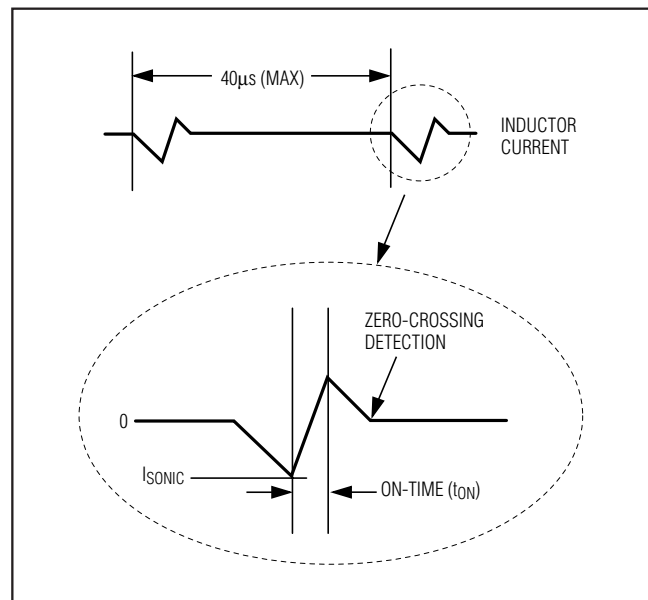 40μs (MAX)
INDUCTOR
CURRENT
ZERO-CROSSING
DETECTION
0
ISONIC
ON-TIME (tON)